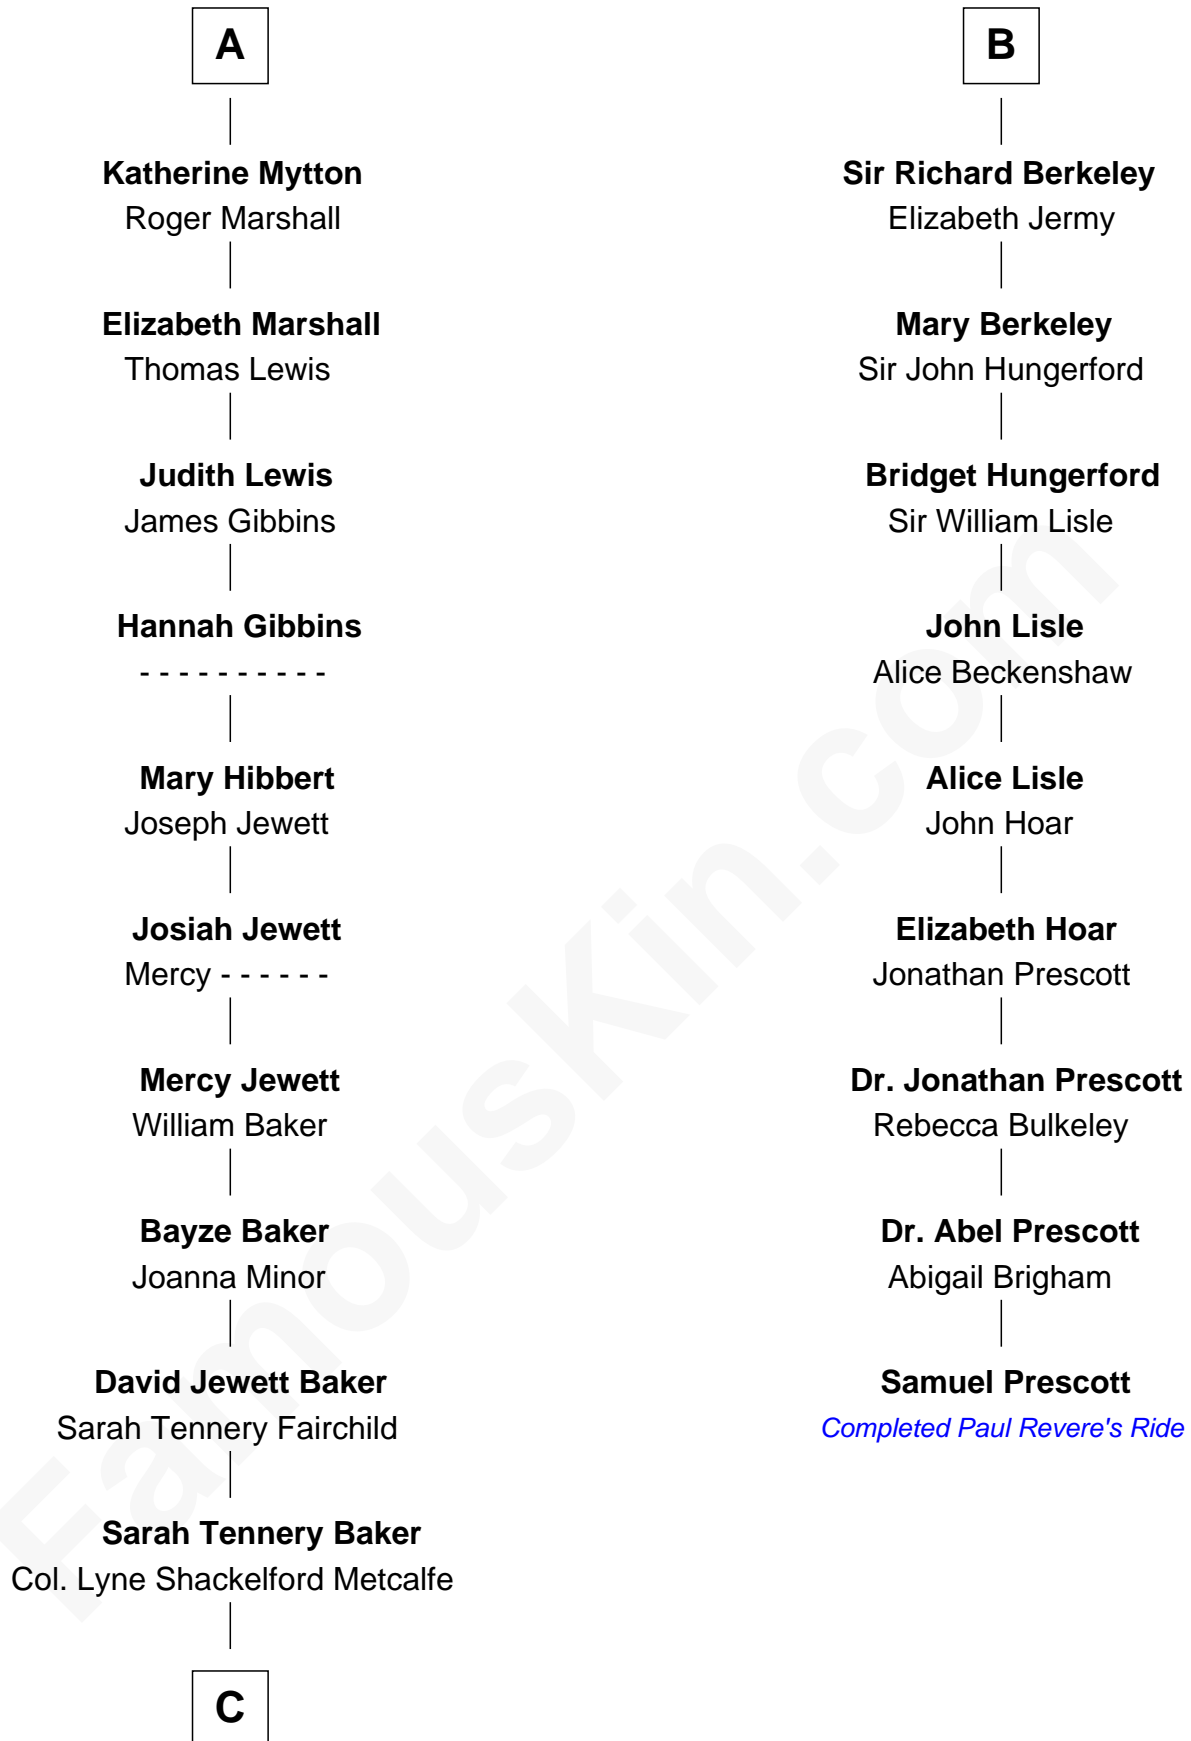 A
Katherine Mytton
Roger Marshall
Elizabeth Marshall
Thomas Lewis
Judith Lewis
James Gibbins
Hannah Gibbins
- - - - - - - - - -
Mary Hibbert
Joseph Jewett
Josiah Jewett
Mercy - - - - - -
Mercy Jewett
William Baker
Bayze Baker
Joanna Minor
David Jewett Baker
Sarah Tennery Fairchild
Sarah Tennery Baker
Col. Lyne Shackelford Metcalfe
C
B
Sir Richard Berkeley
Elizabeth Jermy
Mary Berkeley
Sir John Hungerford
Bridget Hungerford
Sir William Lisle
John Lisle
Alice Beckenshaw
Alice Lisle
John Hoar
Elizabeth Hoar
Jonathan Prescott
Dr. Jonathan Prescott
Rebecca Bulkeley
Dr. Abel Prescott
Abigail Brigham
Samuel Prescott
Completed Paul Revere's Ride
FamousKin.com